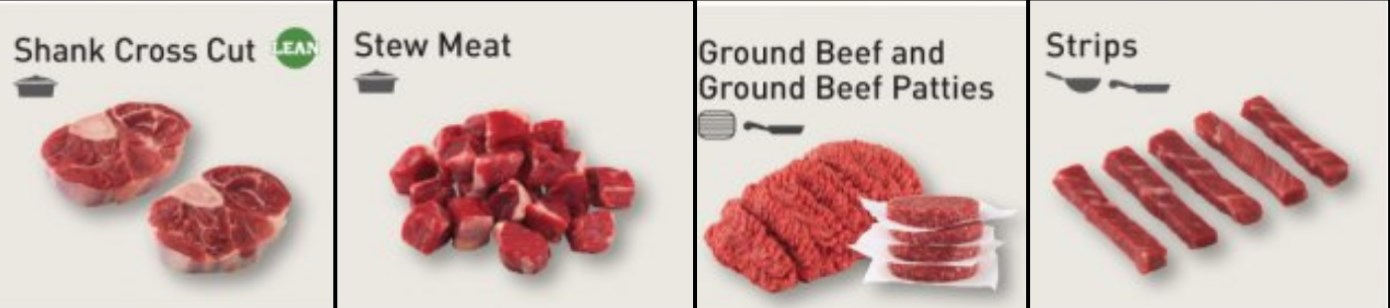 Shank Cross Cut LEAN
Stew Meat
Ground Beef and
Ground Beef Patties
Strips